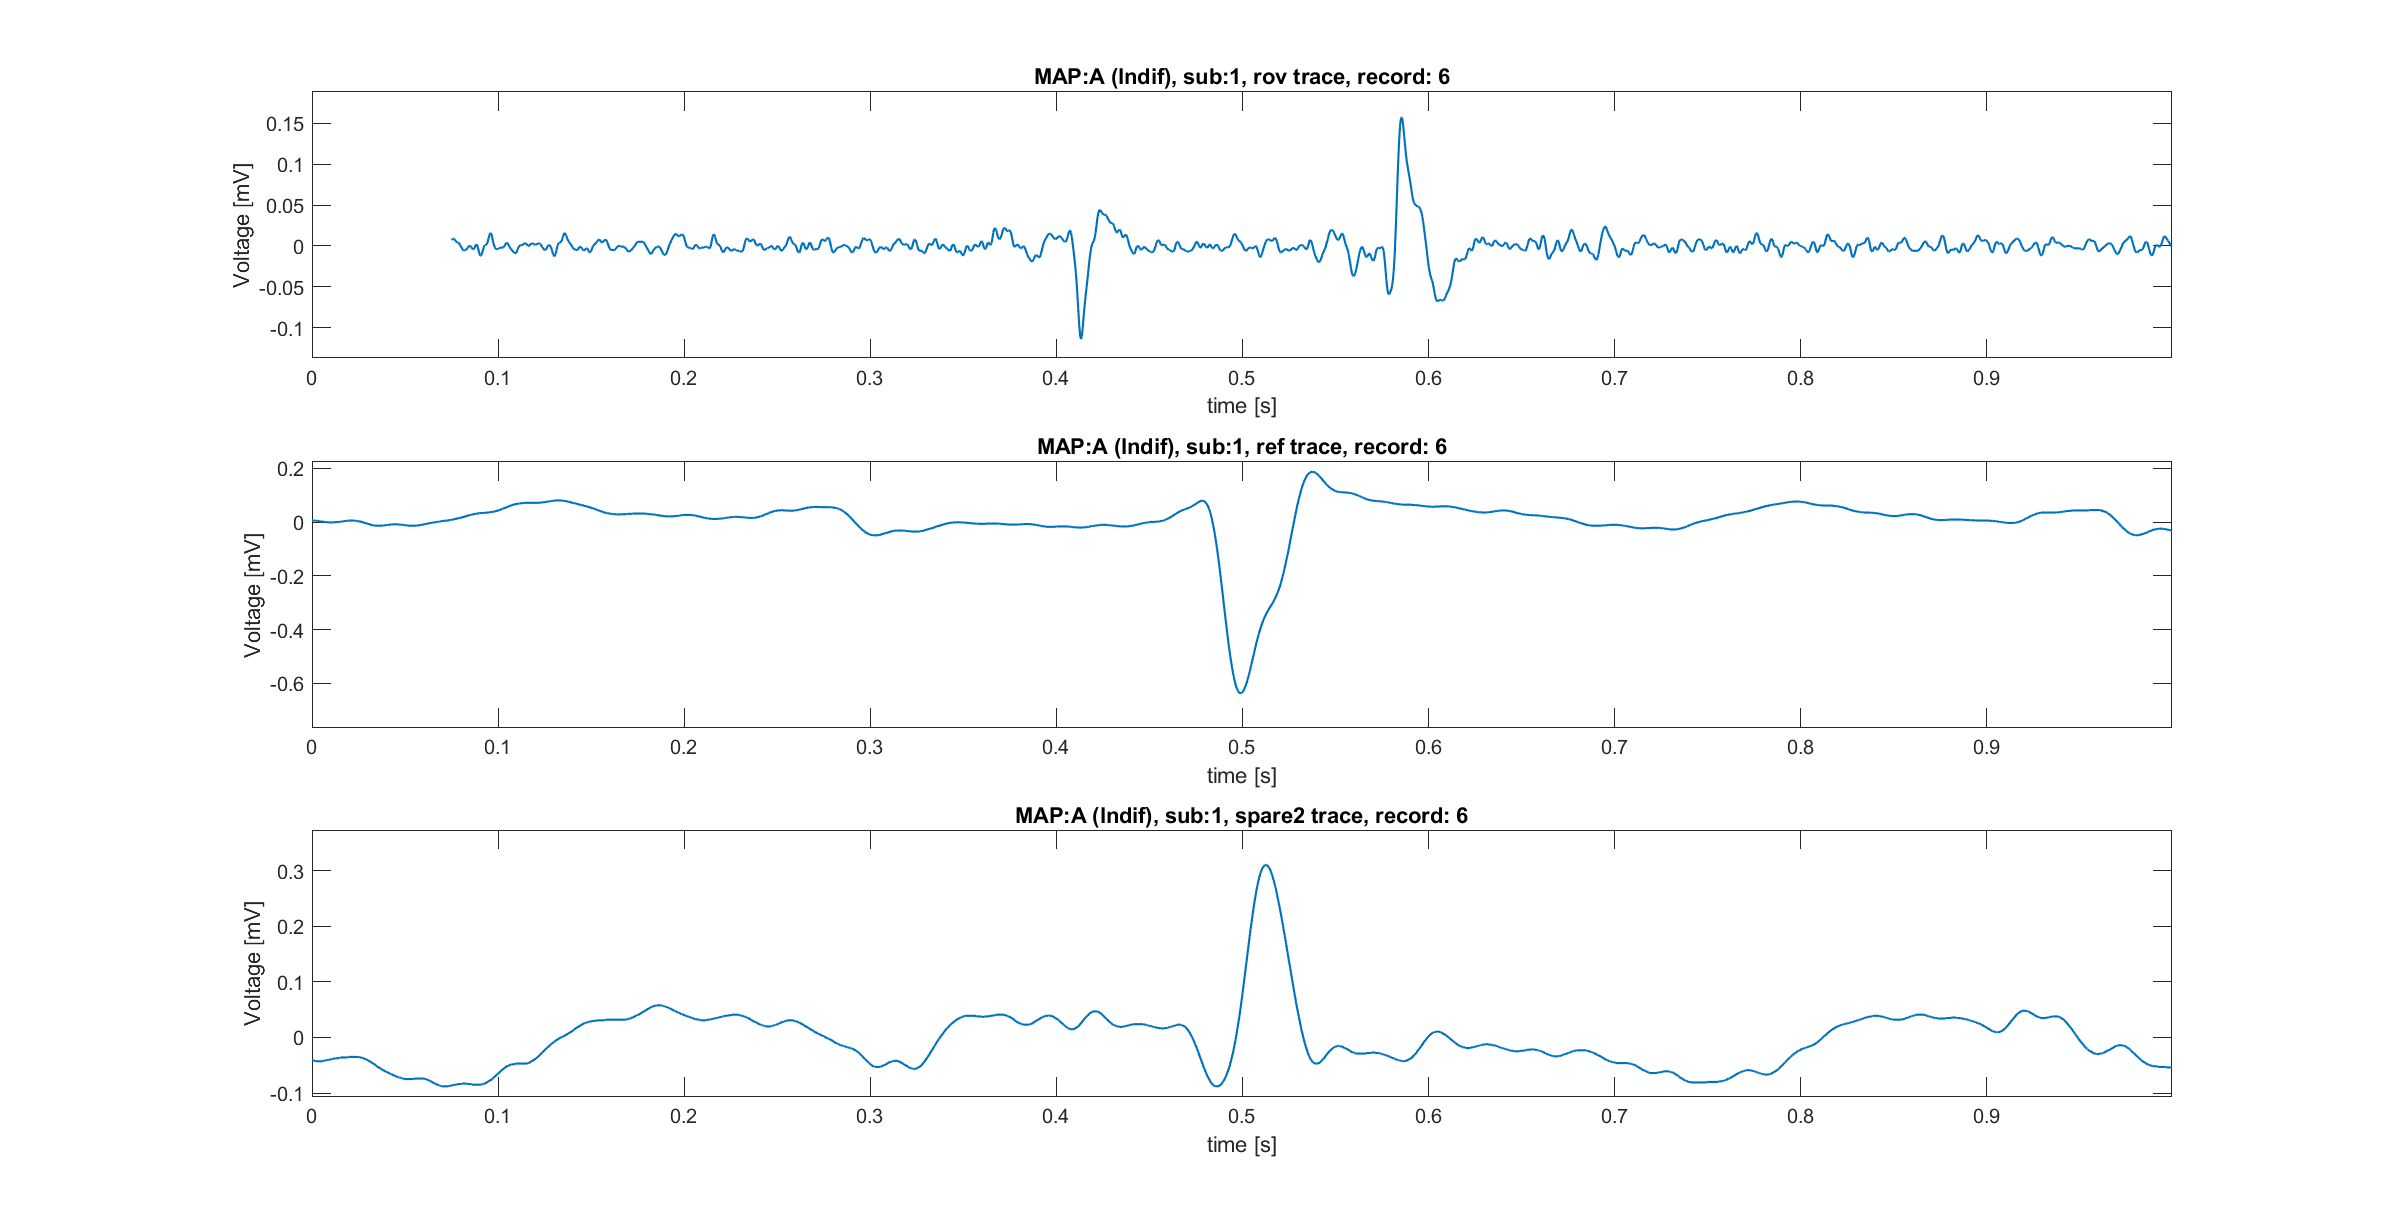 MAP:A (Indif), sub:1, rov trace, record: 6
Voltage [mV]
0.15
0.1
0.05
0
-0.05
-0.1
0 0.1 0.2 0.3 0.4 0.5 0.6 0.7 0.8 0.9
time [s]
MAP:A (Indif), sub:1, ref trace, record: 6
Voltage [mV]
0.2
0
-0.2
-0.4
-0.6
0 0.1 0.2 0.3 0.4 0.5 0.6 0.7 0.8 0.9
time [s]
MAP:A (Indif), sub:1, spare2 trace, record: 6
Voltage [mV]
0.3
0.2
0.1
0
-0.1
0 0.1 0.2 0.3 0.4 0.5 0.6 0.7 0.8 0.9
time [s]